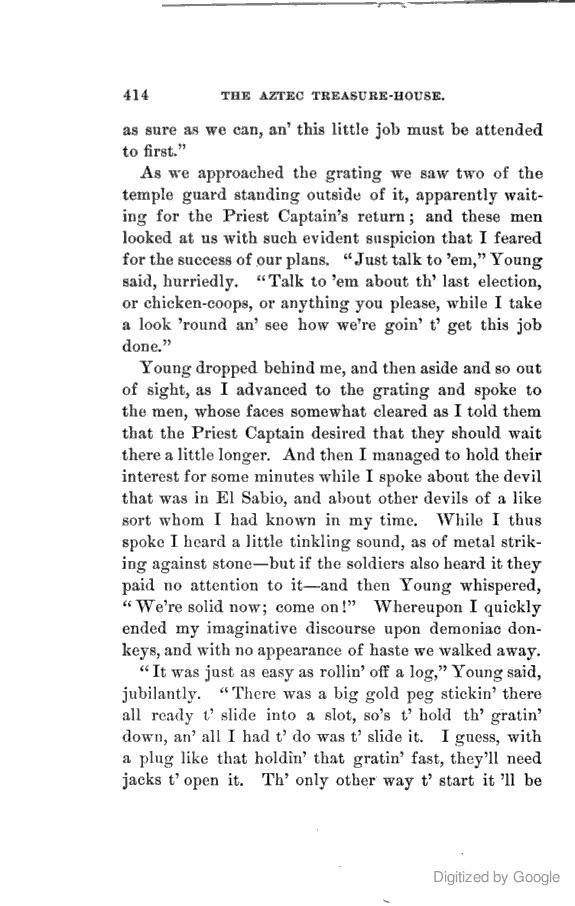 414 THE AZTEC TREASURE-HOUSE.
as sure as we can, an' this little job must be attended
to first."
As we approached the grating we saw two of the
temple guard standing outside of it, apparently wait-
ing for the Priest Captain's return; and these men
looked at us with such evident suspicion that I feared
for the success of our plans. "Just talk to 'em," Young
said, hurriedly. "Talk to 'em about th' last election,
or chicken-coops, or anything you please, while I take
a look 'round an' see how we're goin' t' get this job
done."
Young dropped behind me, and then aside and so out
of sight, as I advanced to the grating and spoke to
the men, whose faces somewhat cleared as I told them
that the Priest Captain desired that they should wait
there a little longer. And then I managed to hold their
interest for some minutes while I spoke about the devil
that was in El Sabio, and about other devils of a like
sort whom I had known in my time. While I thus
spoke I heard a little tinkling sound, as of metal strik-
ing against stone—but if the soldiers also heard it they
paid no attention to it—and then Young whispered,
"We're solid now; come on!" Whereupon I quickly
ended my imaginative discourse upon demoniac don-
keys, and with no appearance of haste we walked away.
"It was just as easy as rollin' off a log," Young said,
jubilantly. "There was a big gold peg stickin' there
all ready t' slide into a slot, so's t' hold th' gratin'
down, an' all I had t' do was t' slide it. I guess, with
a plug like that holdin' that gratin' fast, they'll need
jacks t' open it. Th' only other way t' start it 'll be
Digitized by Google